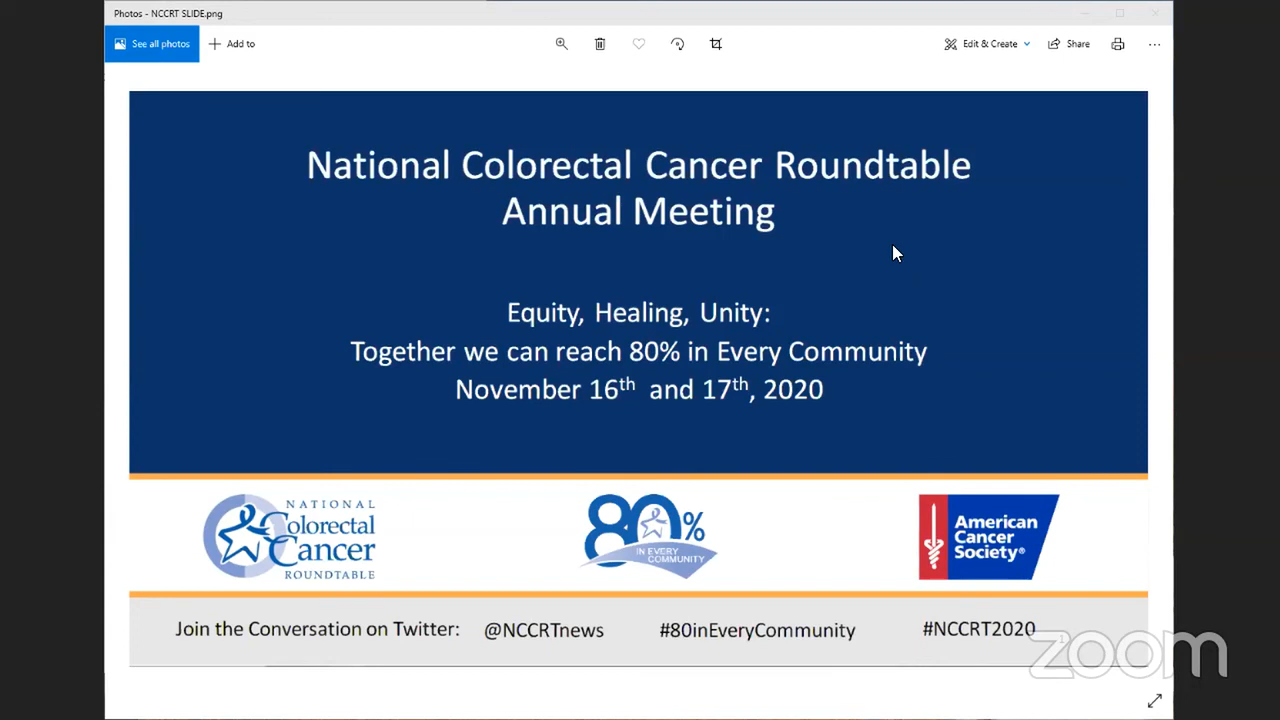 Photos - NCCRT SLIDE.png
See all photos
Add to
Edit & Create
Share
National Colorectal Cancer Roundtable
Annual Meeting
Equity, Healing, Unity:
Together we can reach 80% in Every Community
November 16th and 17th, 2020
NATIONAL
Colorectal
Cancer
ROUNDTABLE
80%
IN EVERY
COMMUNITY
American
Cancer
Society®
Join the Conversation on Twitter: @NCCRTnews #80inEveryCommunity #NCCRT2020
zoom